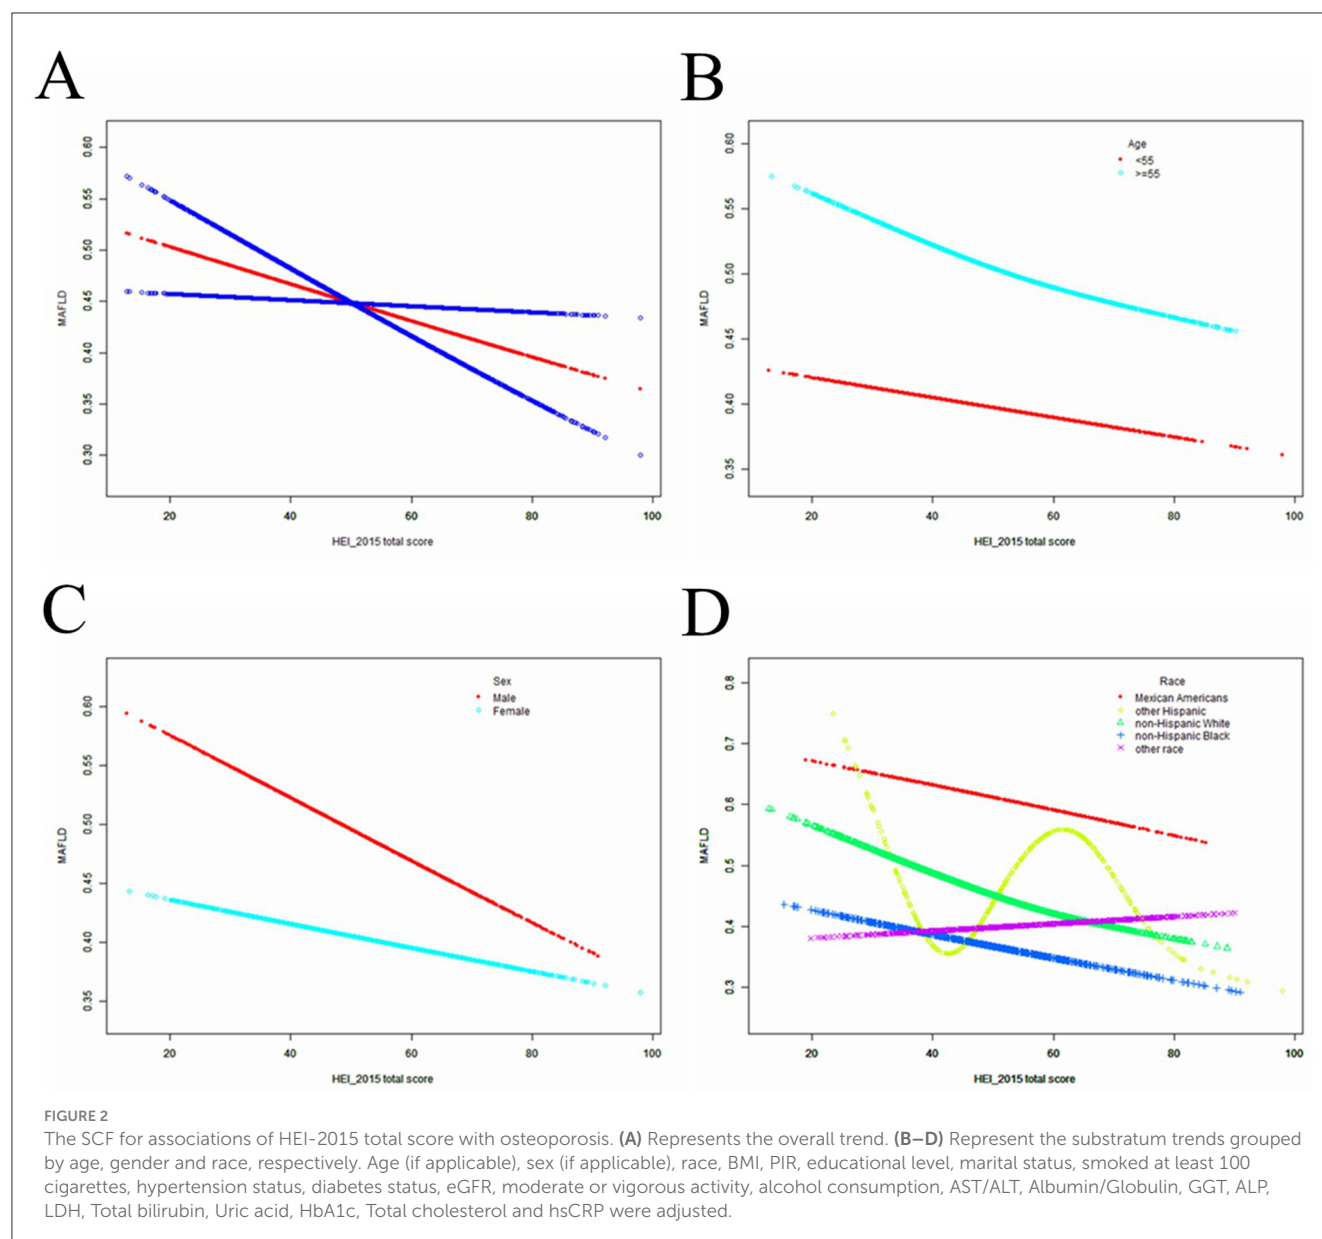 A
0.60
0.55
0.50
0.45
0.40
0.35
0.30
MAFLD
20 40 60 80 100
HEI_2015 total score
B
0.60
0.55
0.50
0.45
0.40
0.35
MAFLD
Age
<55
>=55
20 40 60 80 100
HEI_2015 total score
C
0.60
0.55
0.50
0.45
0.40
0.35
MAFLD
Sex
Male
Female
20 40 60 80 100
HEI_2015 total score
D
0.8
0.7
0.6
0.5
0.4
0.3
MAFLD
Race
Mexican Americans
other Hispanic
non-Hispanic White
non-Hispanic Black
other race
20 40 60 80 100
HEI_2015 total score
FIGURE 2
The SCF for associations of HEI-2015 total score with osteoporosis. (A) Represents the overall trend. (B–D) Represent the substratum trends grouped
by age, gender and race, respectively. Age (if applicable), sex (if applicable), race, BMI, PIR, educational level, marital status, smoked at least 100
cigarettes, hypertension status, diabetes status, eGFR, moderate or vigorous activity, alcohol consumption, AST/ALT, Albumin/Globulin, GGT, ALP,
LDH, Total bilirubin, Uric acid, HbA1c, Total cholesterol and hsCRP were adjusted.